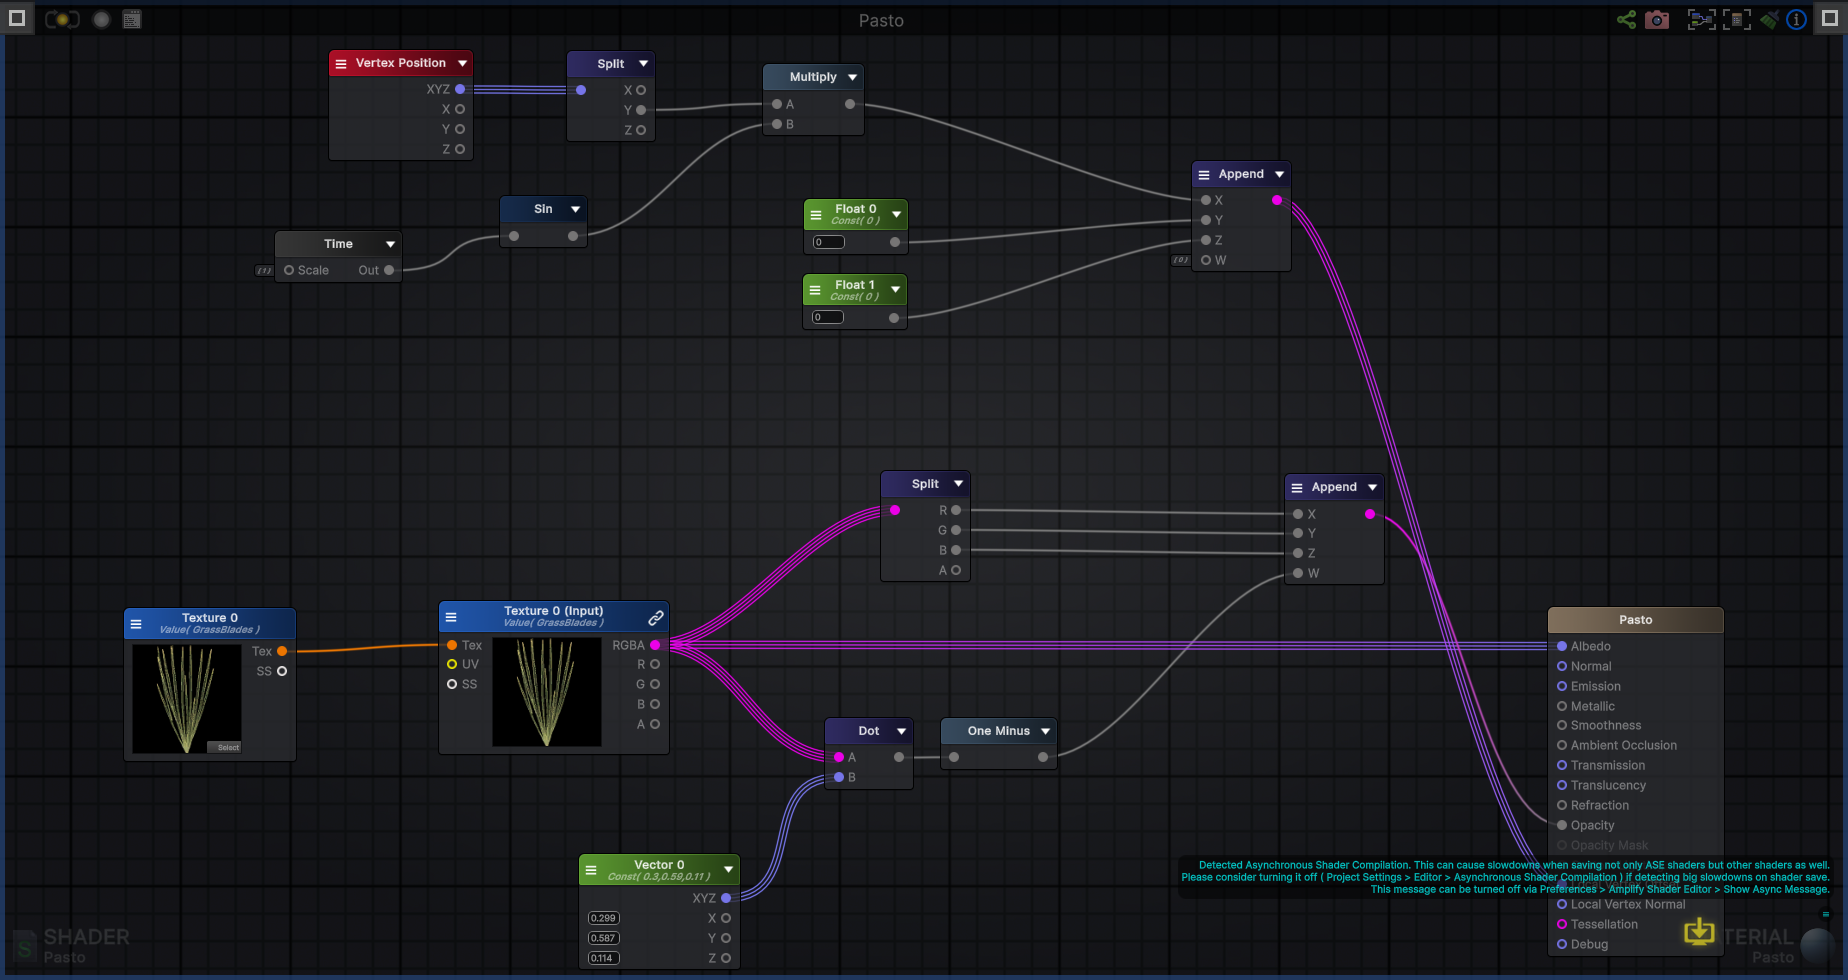 Pasto
Vertex Position
XYZ
X
Y
Z
Split
X
Y
Z
Multiply
A
B
Sin
Time
(1)
Scale
Out
Float 0
Const( 0 )
0
Float 1
Const( 0 )
0
Append
X
Y
Z
(0)
W
Split
R
G
B
A
Append
X
Y
Z
W
Texture 0
Value( GrassBlades )
Tex
SS
Select
Texture 0 (Input)
Value( GrassBlades )
Tex
UV
SS
RGBA
R
G
B
A
Dot
A
B
One Minus
Vector 0
Const( 0.3,0.59,0.11 )
XYZ
0.299
X
0.587
Y
0.114
Z
Pasto
Albedo
Normal
Emission
Metallic
Smoothness
Ambient Occlusion
Transmission
Translucency
Refraction
Opacity
Opacity Mask
Detected Asynchronous Shader Compilation. This can cause slowdowns when saving not only ASE shaders but other shaders as well.
Please consider turning it off ( Project Settings > Editor > Asynchronous Shader Compilation ) if detecting big slowdowns on shader save.
This message can be turned off via Preferences > Amplify Shader Editor > Show Async Message.
Local Vertex Normal
Tessellation
Debug
SHADER
Pasto
TERIAL
Pasto